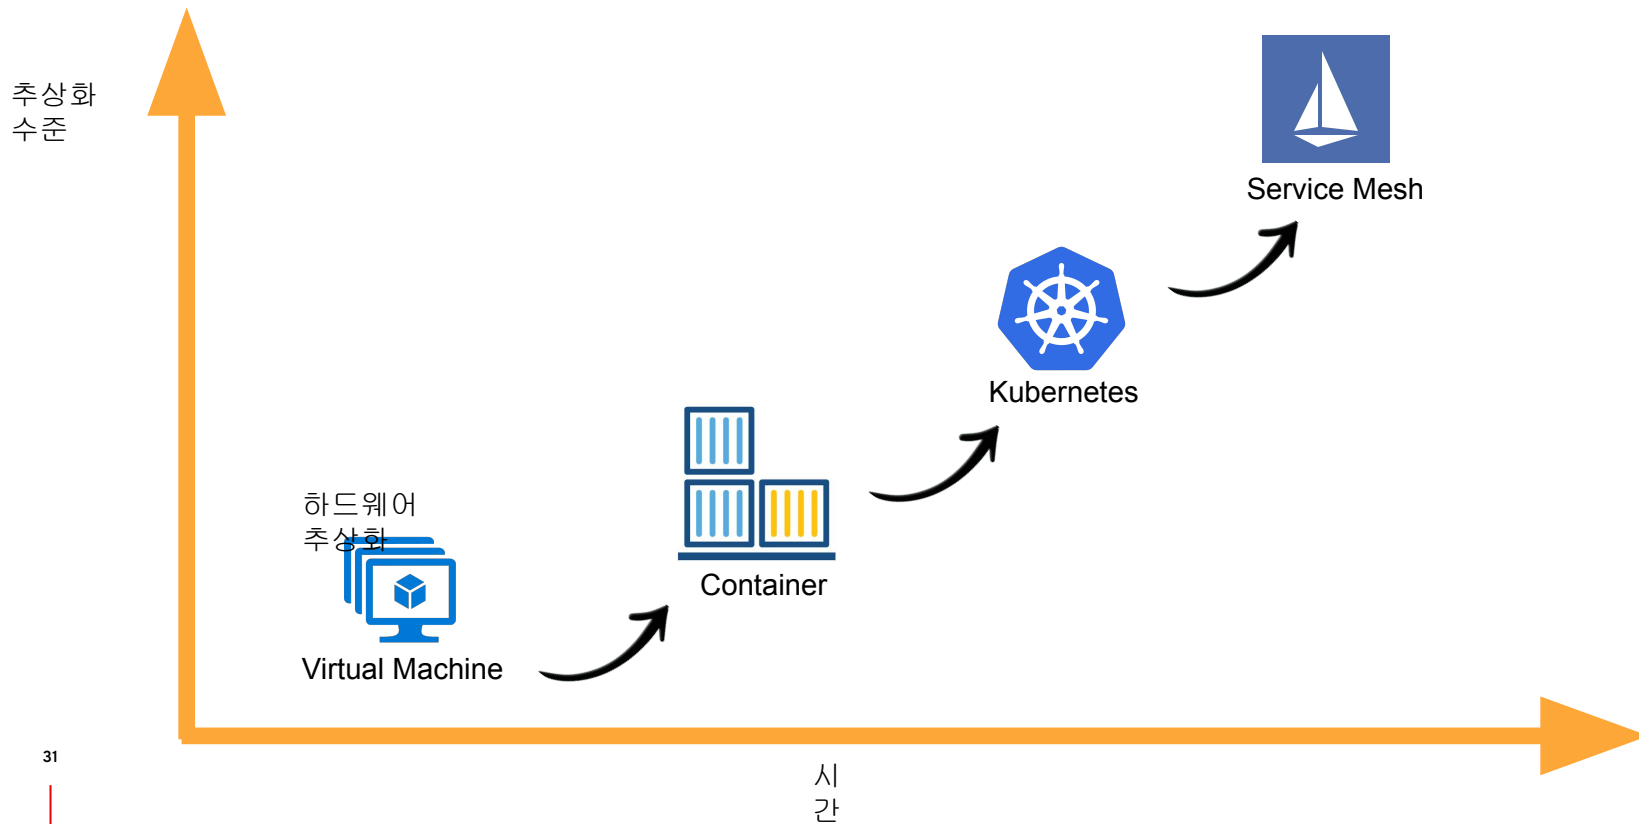 추상화
수준
Service Mesh
Kubernetes
하드웨어
추상화
Container
Virtual Machine
31
시
간